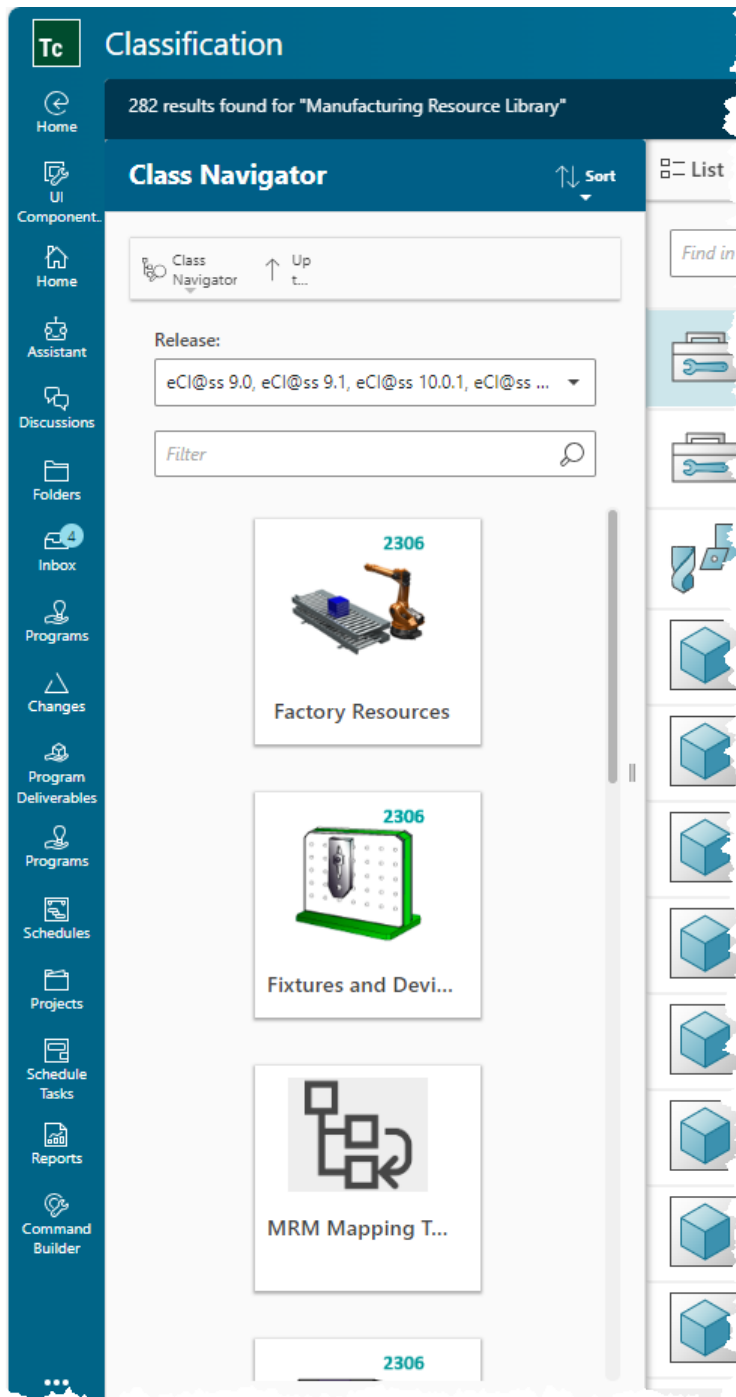 Tc
Classification
Home
282 results found for "Manufacturing Resource Library"
UI
Component..
Home
Assistant
Discussions
Folders
4
Inbox
Programs
Changes
Program
Deliverables
Programs
Schedules
Projects
Schedule
Tasks
Reports
Command
Builder
...
Class Navigator
Sort
Class
Navigator
Up
t...
Release:
eCl@ss 9.0, eCl@ss 9.1, eCl@ss 10.0.1, eCl@ss ...
Filter
2306
Factory Resources
2306
Fixtures and Devi...
MRM Mapping T...
2306
List
Find in